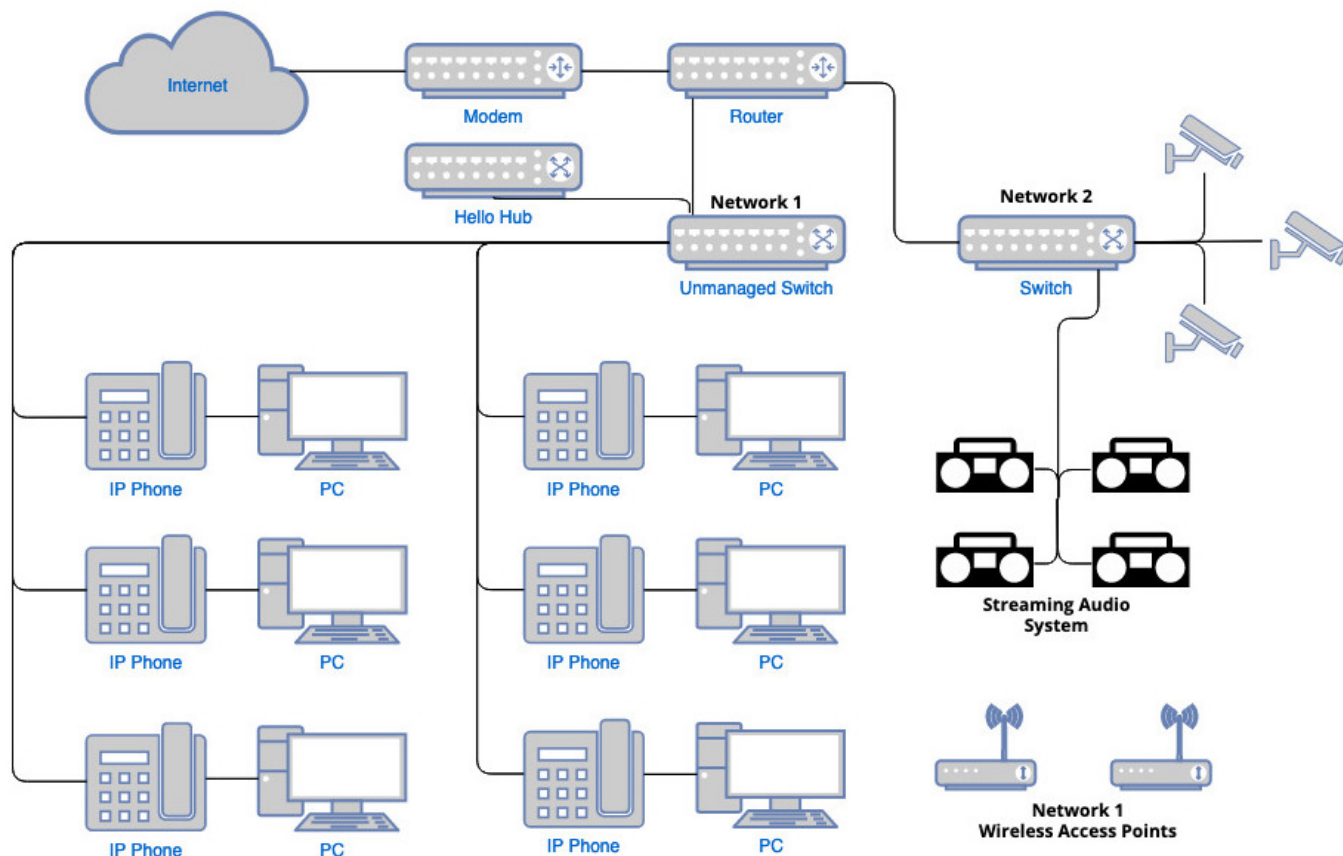 Internet
Modem
Router
Hello Hub
Network 1
Network 2
Unmanaged Switch
Switch
IP Phone
PC
IP Phone
PC
IP Phone
PC
IP Phone
PC
Streaming Audio
System
IP Phone
PC
IP Phone
PC
Network 1
Wireless Access Points